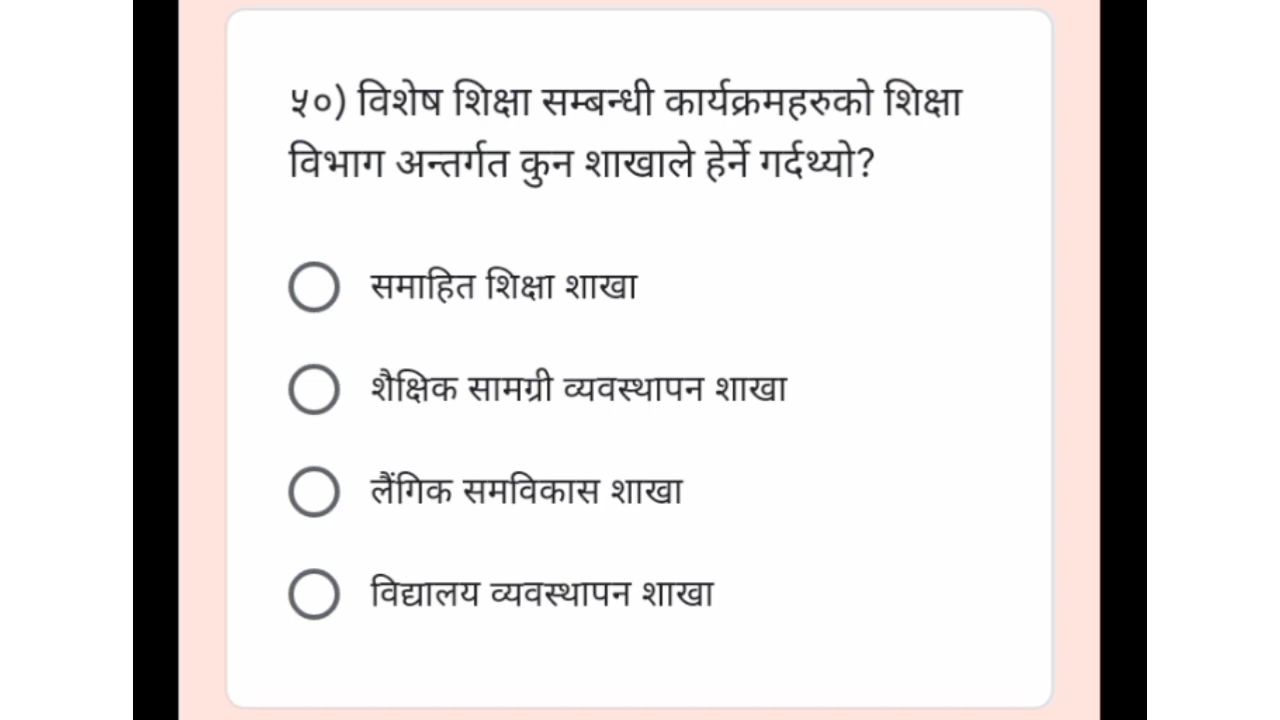 ५०) विशेष शिक्षा सम्बन्धी कार्यक्रमहरुको शिक्षा
विभाग अन्तर्गत कुन शाखाले हेर्ने गर्दथ्यो?
समाहित शिक्षा शाखा
शैक्षिक सामग्री व्यवस्थापन शाखा
लैंगिक समविकास शाखा
विद्यालय व्यवस्थापन शाखा